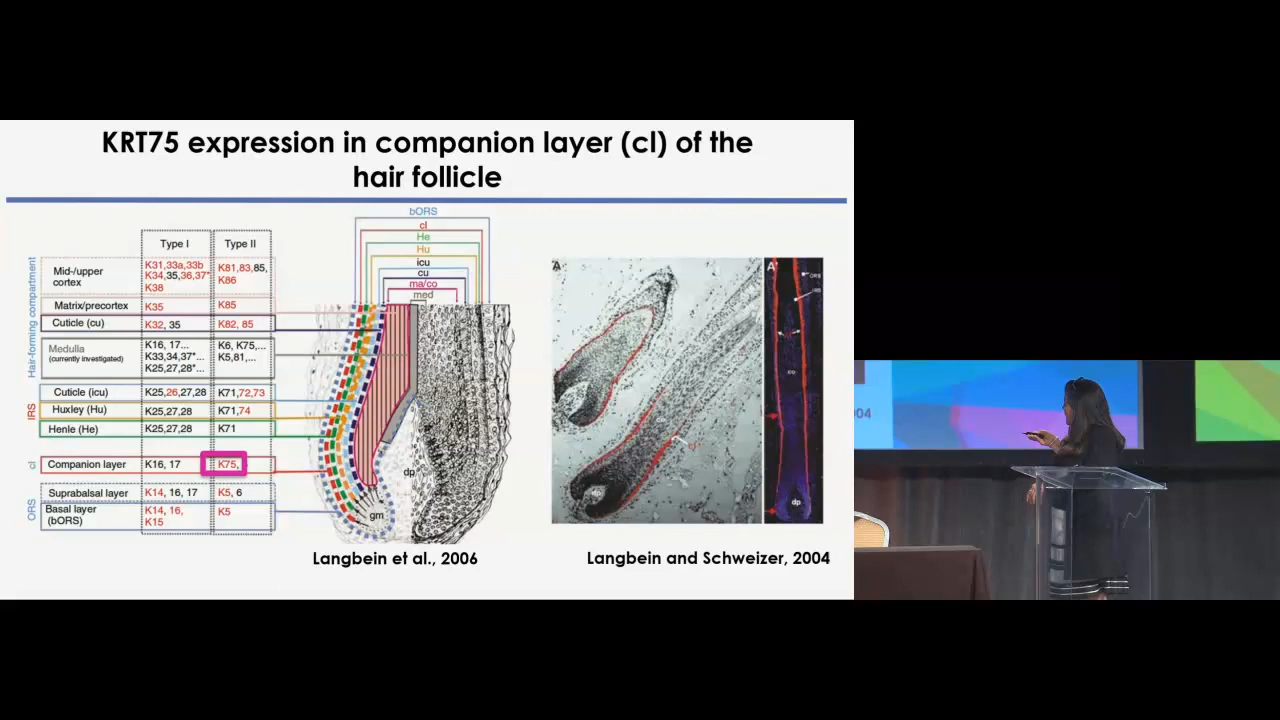 KRT75 expression in companion layer (cl) of the
hair follicle
bORS
cl
He
Hu
icu
cu
ma/co
med
Type I
Type II
Hair-forming compartment
Mid-/upper
cortex
K31,33a,33b
K34,35,36,37*
K38
K81,83,85,
K86
Matrix/precortex
K35
K85
Cuticle (cu)
K32, 35
K82, 85
Medulla
(currently investigated)
K16, 17...
K33,34,37*...
K25,27,28*...
K6, K75,...
K5,81,...
IRS
Cuticle (icu)
K25,26,27,28
K71,72,73
Huxley (Hu)
K25,27,28
K71,74
Henle (He)
K25,27,28
K71
cl
Companion layer
K16, 17
K75,
ORS
Suprabalsal layer
K14, 16, 17
K5, 6
Basal layer
(bORS)
K14, 16,
K15
K5
dp
gm
A
A'
ORS
co
cl
dp
Langbein et al., 2006
Langbein and Schweizer, 2004
004